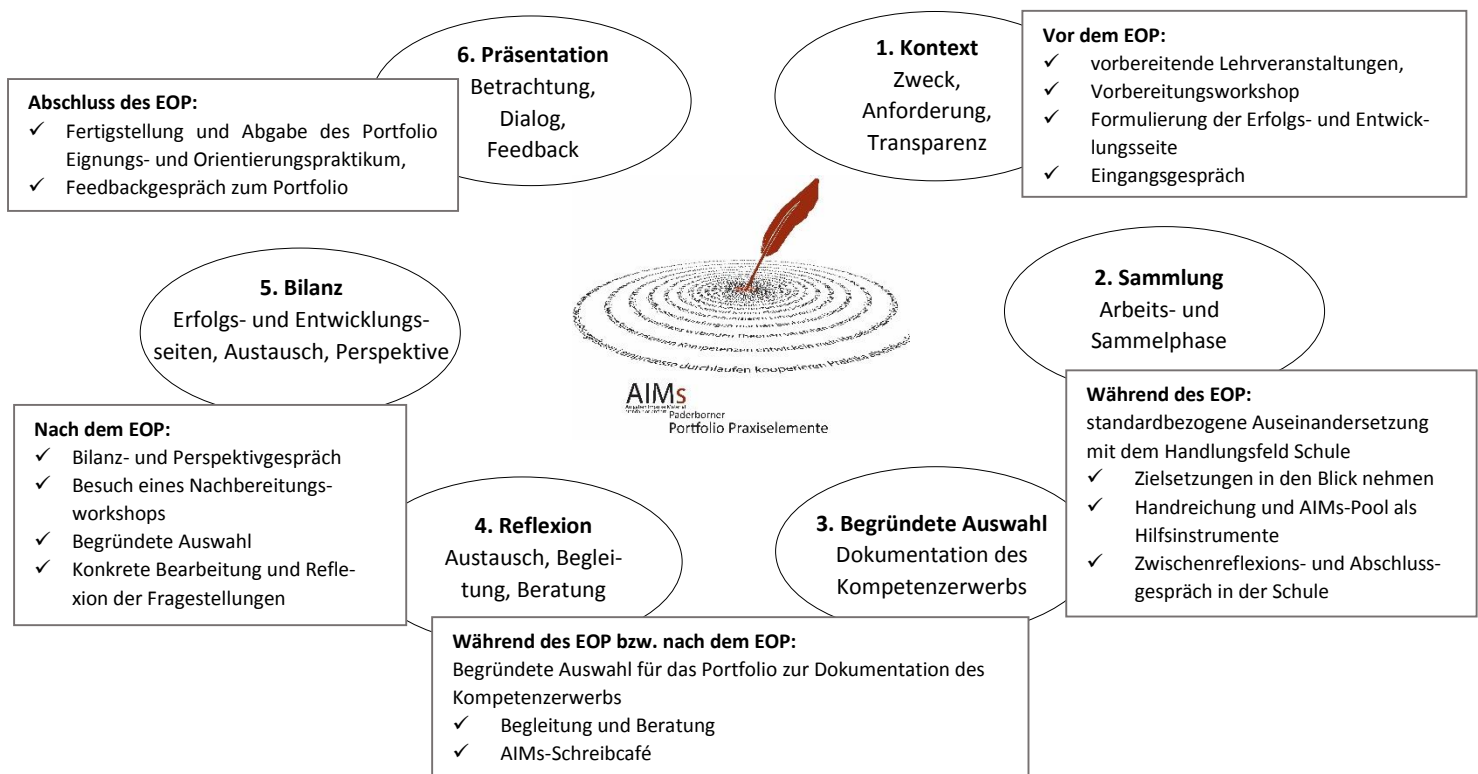 1. Kontext
Zweck,
Anforderung,
Transparenz
Vor dem EOP:
✓ vorbereitende Lehrveranstaltungen,
✓ Vorbereitungsworkshop
✓ Formulierung der Erfolgs- und Entwick-
lungsseite
✓ Eingangsgespräch
2. Sammlung
Arbeits- und
Sammelphase
Während des EOP:
standardbezogene Auseinandersetzung
mit dem Handlungsfeld Schule
✓ Zielsetzungen in den Blick nehmen
✓ Handreichung und AIMs-Pool als
Hilfsinstrumente
✓ Zwischenreflexions- und Abschluss-
gespräch in der Schule
3. Begründete Auswahl
Dokumentation des
Kompetenzerwerbs
4. Reflexion
Austausch, Beglei-
tung, Beratung
Während des EOP bzw. nach dem EOP:
Begründete Auswahl für das Portfolio zur Dokumentation des
Kompetenzerwerbs
✓ Begleitung und Beratung
✓ AIMs-Schreibcafé
5. Bilanz
Erfolgs- und Entwicklungs-
seiten, Austausch, Perspektive
Nach dem EOP:
✓ Bilanz- und Perspektivgespräch
✓ Besuch eines Nachbereitungs-
workshops
✓ Begründete Auswahl
✓ Konkrete Bearbeitung und Refle-
xion der Fragestellungen
6. Präsentation
Betrachtung,
Dialog,
Feedback
Abschluss des EOP:
✓ Fertigstellung und Abgabe des Portfolio
Eignungs- und Orientierungspraktikum,
✓ Feedbackgespräch zum Portfolio
durchlaufen kooperieren
AIMs
Paderborner
Portfolio Praxiselemente